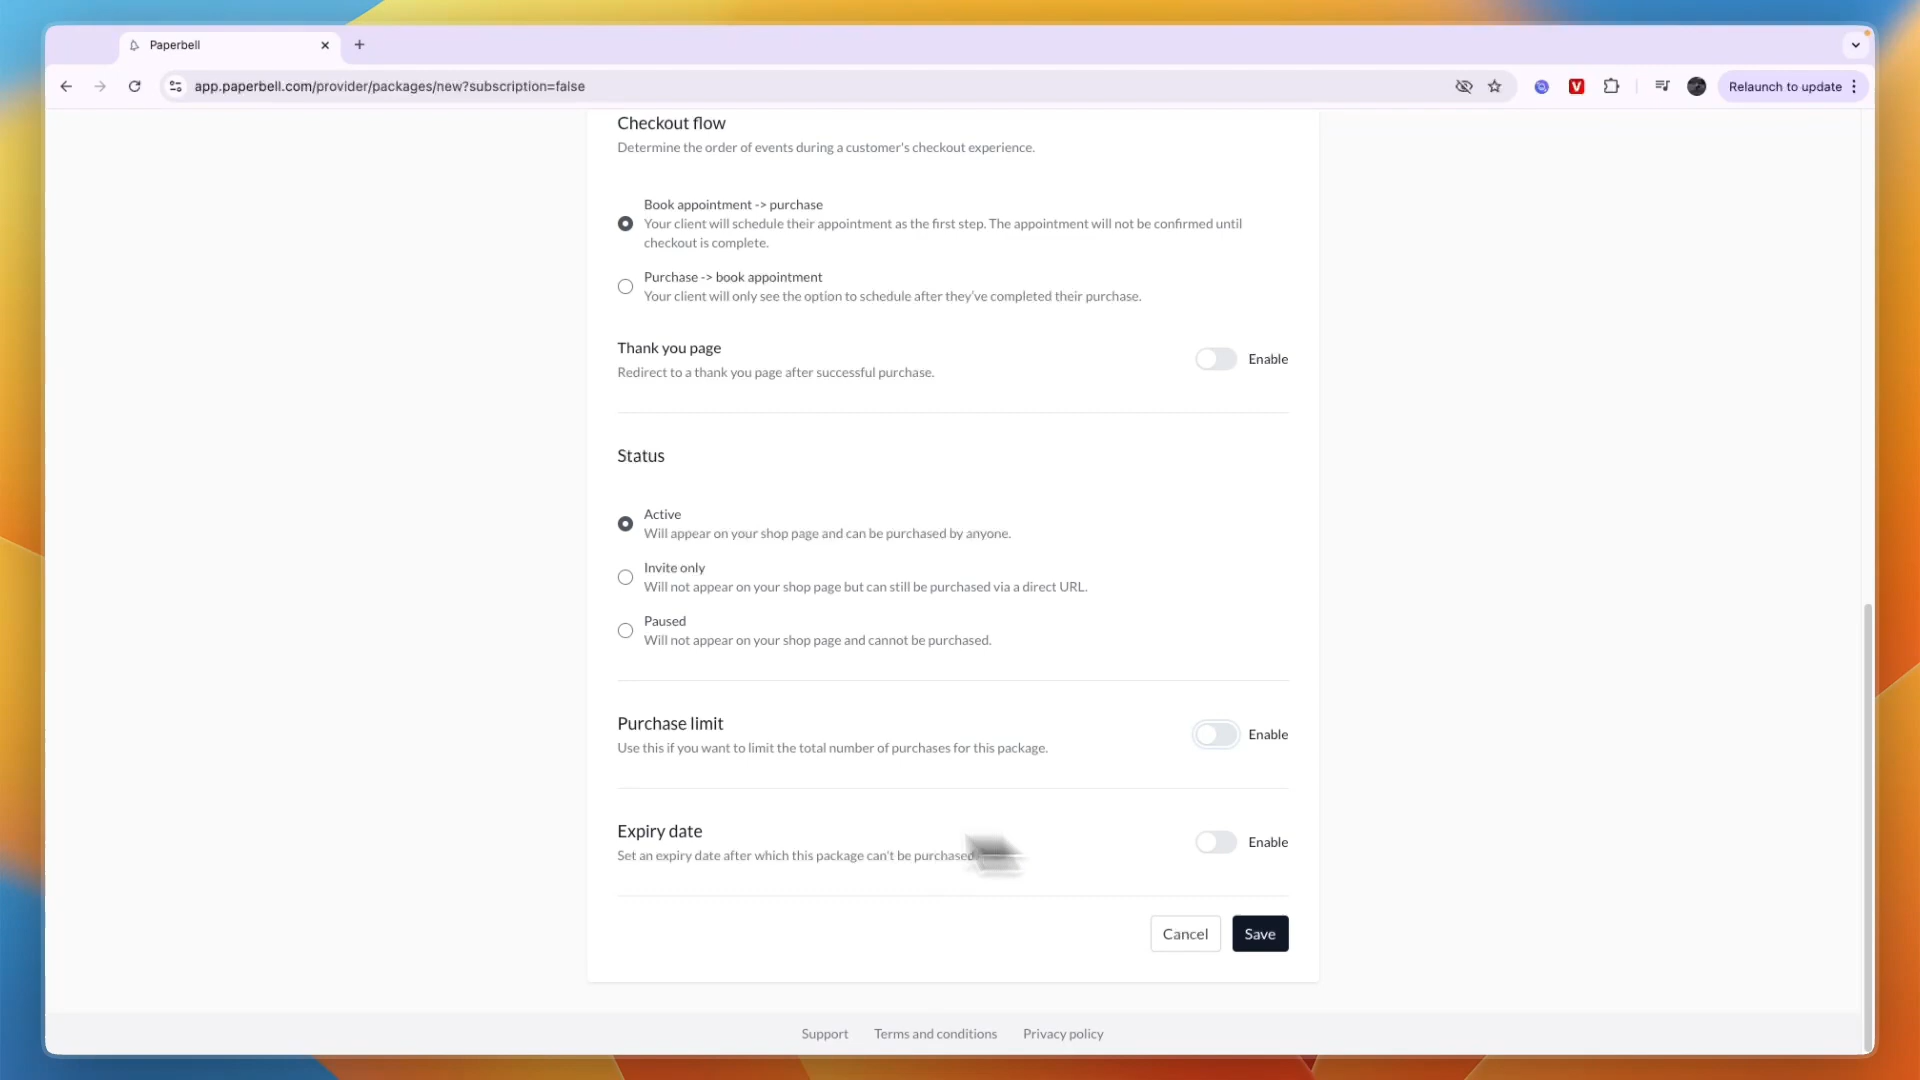 Paperbell
app.paperbell.com/provider/packages/new?subscription=false
Relaunch to update
Checkout flow
Determine the order of events during a customer's checkout experience.
Book appointment -> purchase
Your client will schedule their appointment as the first step. The appointment will not be confirmed until
checkout is complete.
Purchase -> book appointment
Your client will only see the option to schedule after they’ve completed their purchase.
Thank you page
Redirect to a thank you page after successful purchase.
Enable
Status
Active
Will appear on your shop page and can be purchased by anyone.
Invite only
Will not appear on your shop page but can still be purchased via a direct URL.
Paused
Will not appear on your shop page and cannot be purchased.
Purchase limit
Use this if you want to limit the total number of purchases for this package.
Enable
Expiry date
Set an expiry date after which this package can't be purchased.
Enable
Cancel
Save
Support
Terms and conditions
Privacy policy